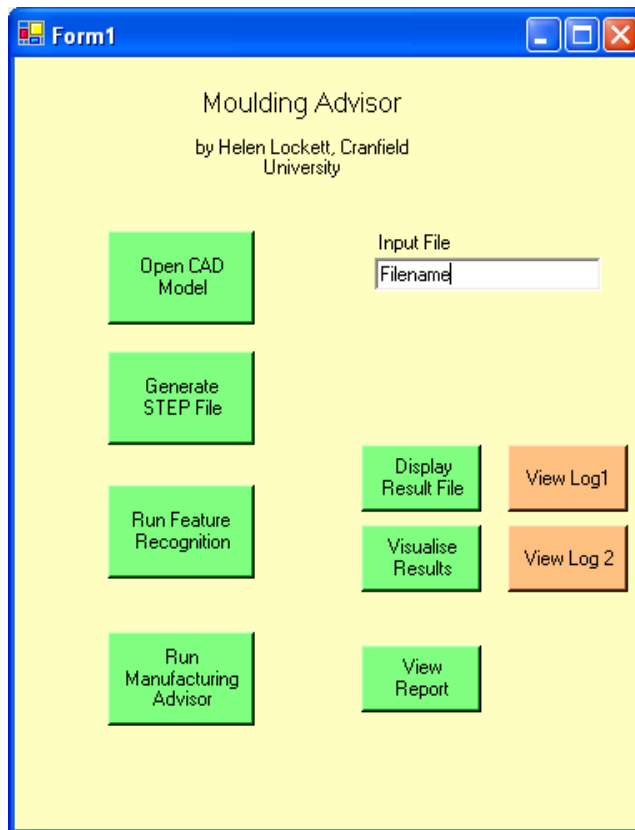 Form1
Moulding Advisor
by Helen Lockett, Cranfield
University
Input File
Filename
Open CAD
Model
Generate
STEP File
Display
Result File
View Log1
Run Feature
Recognition
Visualise
Results
View Log 2
Run
Manufacturing
Advisor
View
Report